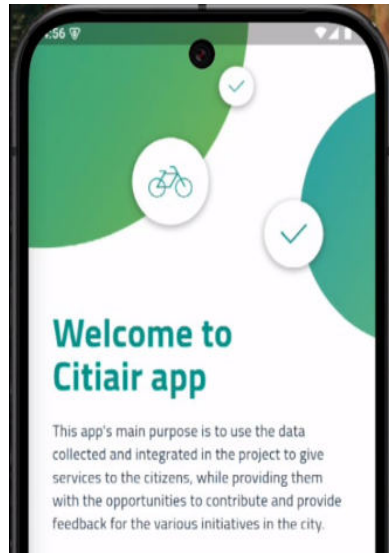 :56
Welcome to
Citiair app
This app's main purpose is to use the data
collected and integrated in the project to give
services to the citizens, while providing them
with the opportunities to contribute and provide
feedback for the various initiatives in the city.